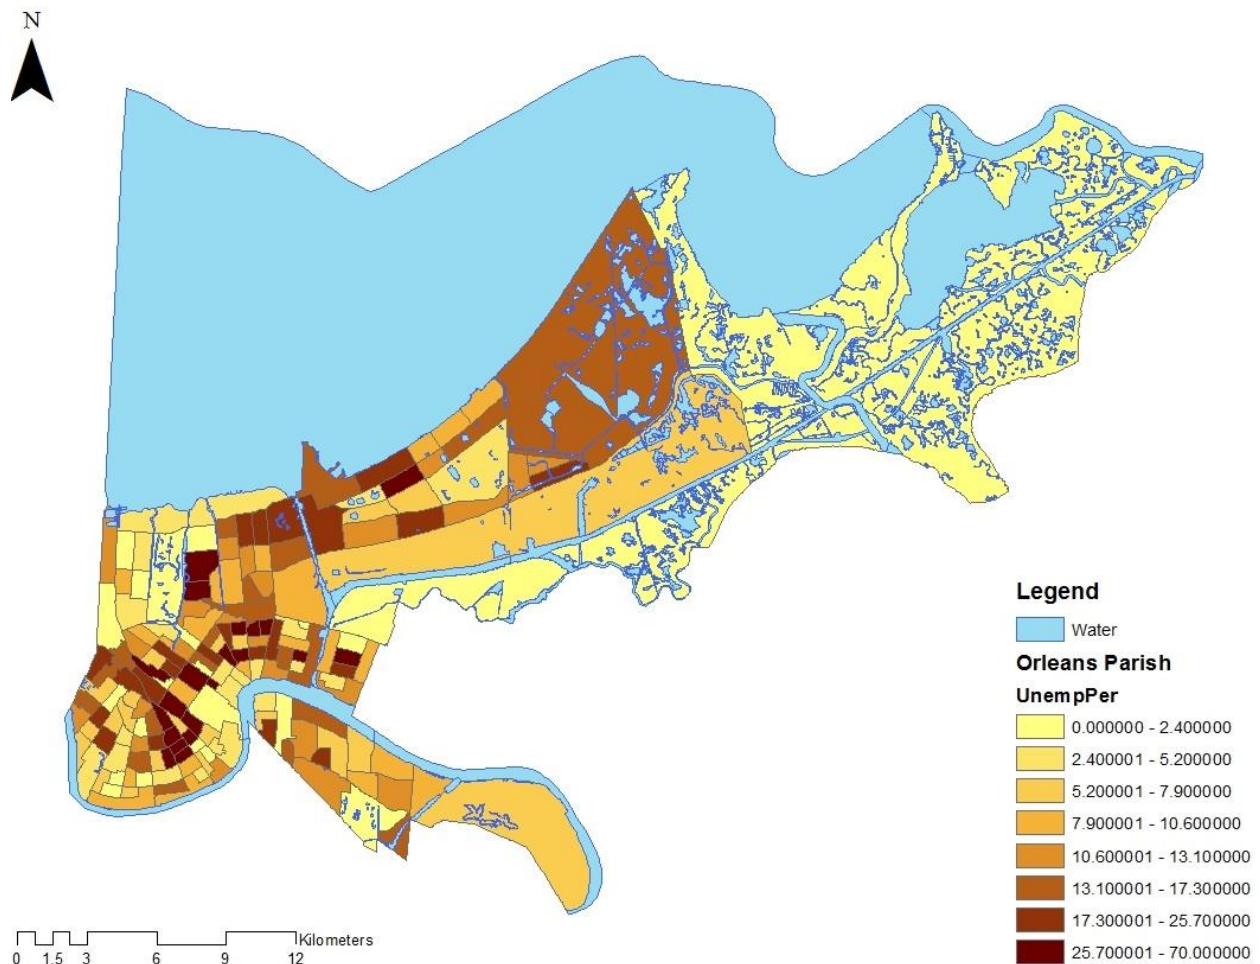 N
Legend
Water
Orleans Parish
UnempPer
0.000000 - 2.400000
2.400001 - 5.200000
5.200001 - 7.900000
7.900001 - 10.600000
10.600001 - 13.100000
13.100001 - 17.300000
17.300001 - 25.700000
25.700001 - 70.000000
Kilometers
0 1.5 3 6 9 12